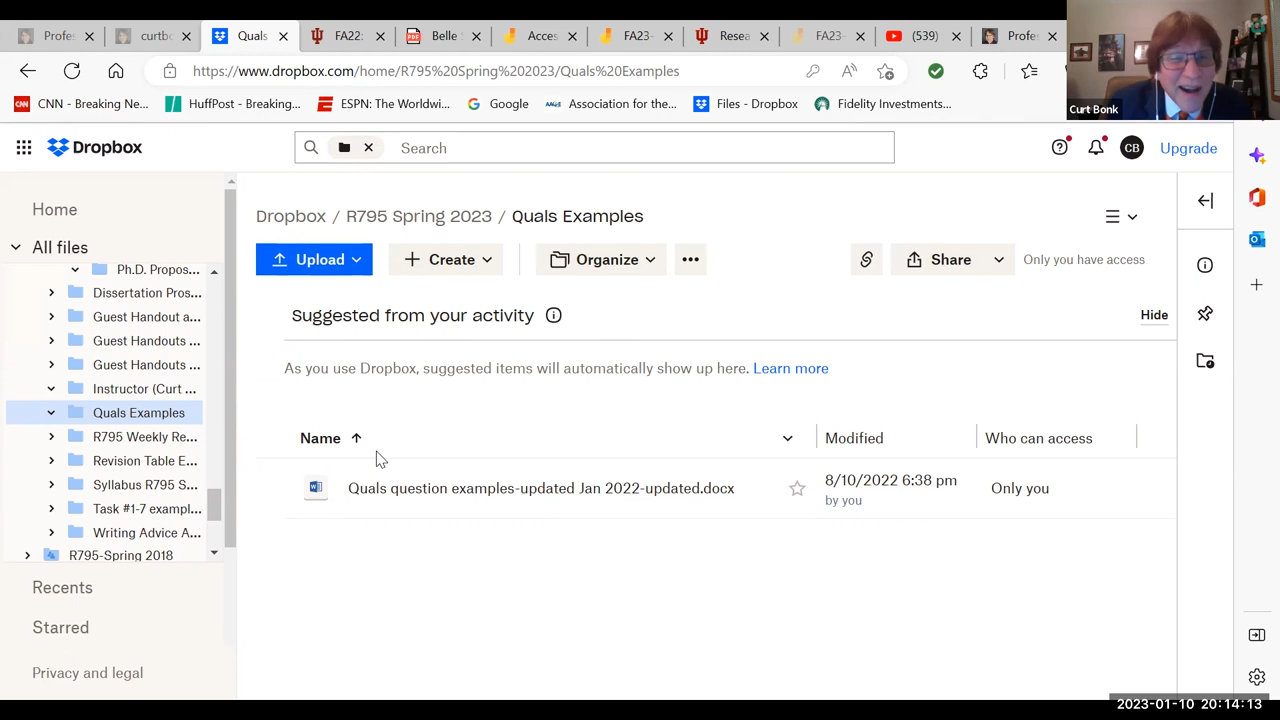 Profes
curtbo
Quals
FA22:
Belle
Acces
FA23-
Resea
FA23-
(539)
Profes
https://www.dropbox.com/home/R795%20Spring%202023/Quals%20Examples
CNN - Breaking Ne...
HuffPost - Breaking...
ESPN: The Worldwi...
Google
Association for the...
Files - Dropbox
Fidelity Investments...
Curt Bonk
Dropbox
Search
CB
Upgrade
Home
All files
Ph.D. Propos...
Dissertation Pros...
Guest Handout a...
Guest Handouts ...
Guest Handouts ...
Instructor (Curt ...
Quals Examples
R795 Weekly Re...
Revision Table E...
Syllabus R795 S...
Task #1-7 exampl...
Writing Advice A...
R795-Spring 2018
Recents
Starred
Privacy and legal
Dropbox / R795 Spring 2023 / Quals Examples
Upload
Create
Organize
Share
Only you have access
Suggested from your activity
Hide
As you use Dropbox, suggested items will automatically show up here. Learn more
Name
Modified
Who can access
Quals question examples-updated Jan 2022-updated.docx
8/10/2022 6:38 pm
by you
Only you
2023-01-10 20:14:13